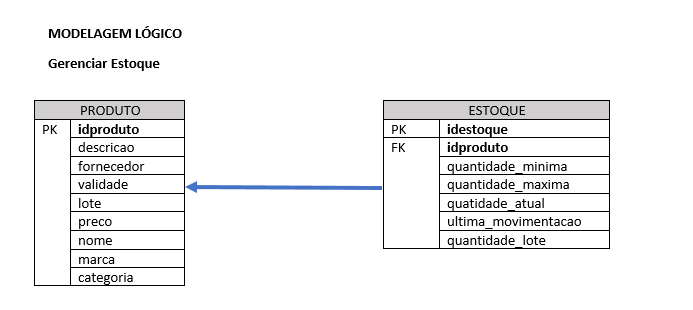 MODELAGEM LÓGICO
Gerenciar Estoque
PRODUTO
PK idproduto
descricao
fornecedor
validade
lote
preco
nome
marca
categoria
ESTOQUE
PK idestoque
FK idproduto
quantidade_minima
quantidade_maxima
quatidade_atual
ultima_movimentacao
quantidade_lote